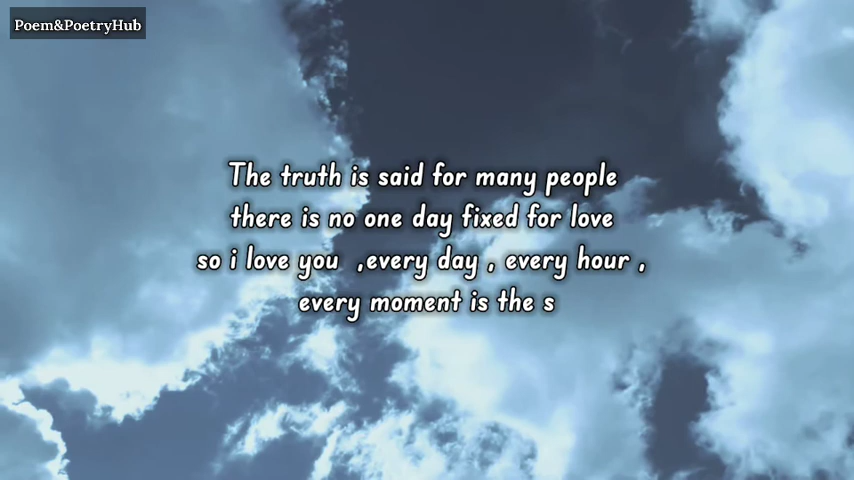 Poem&PoetryHub
The truth is said for many people
there is no one day fixed for love
so i love you ,every day , every hour ,
every moment is the s